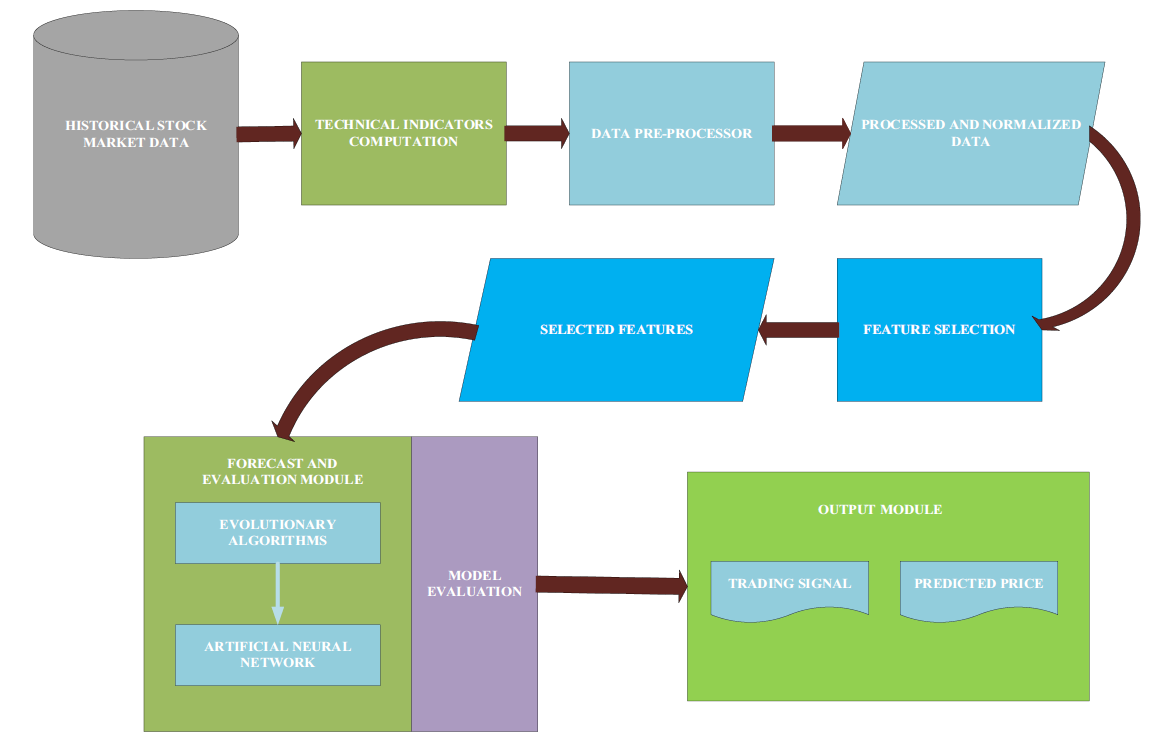 HISTORICAL STOCK
MARKET DATA
TECHNICAL INDICATORS
COMPUTATION
DATA PRE-PROCESSOR
PROCESSED AND NORMALIZED
DATA
FEATURE SELECTION
SELECTED FEATURES
FORECAST AND
EVALUATION MODULE
EVOLUTIONARY
ALGORITHMS
ARTIFICIAL NEURAL
NETWORK
MODEL
EVALUATION
OUTPUT MODULE
TRADING SIGNAL
PREDICTED PRICE